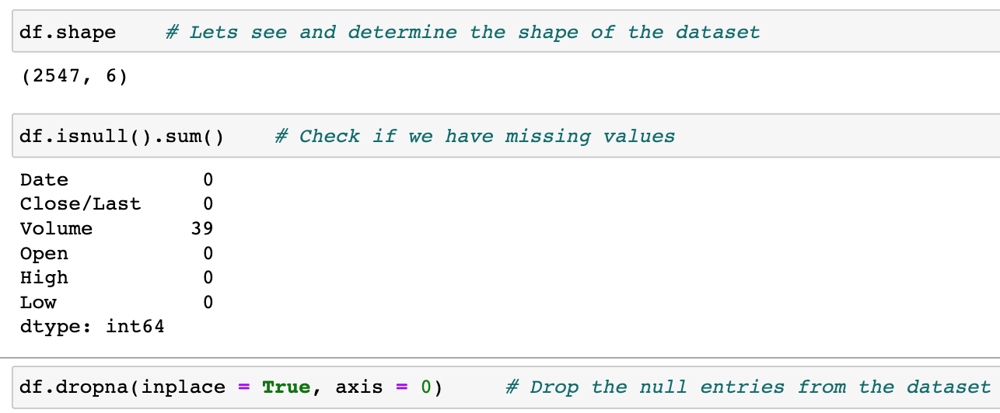 df.shape    # Lets see and determine the shape of the dataset
(2547, 6)
df.isnull().sum()    # Check if we have missing values
Date           0
Close/Last     0
Volume        39
Open           0
High           0
Low            0
dtype: int64
df.dropna(inplace = True, axis = 0)     # Drop the null entries from the dataset